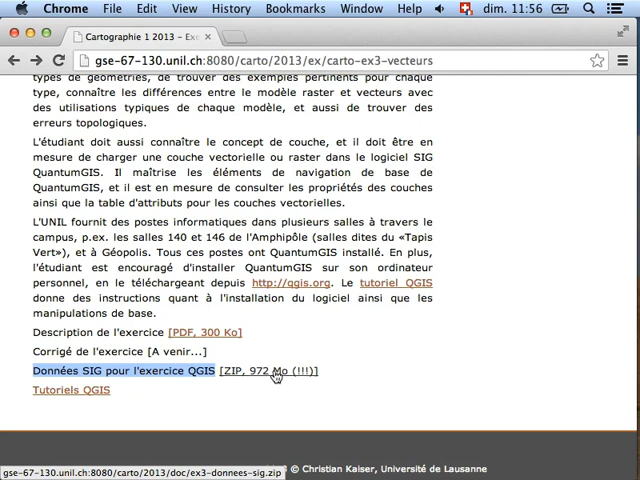 Chrome File Edit View History Bookmarks Window Help dim. 11:56
Cartographie 1 2013 - Exe
gse-67-130.unil.ch:8080/carto/2013/ex/carto-ex3-vecteurs
types de géométries, de trouver des exemples pertinents pour chaque
type, connaître les différences entre le modèle raster et vecteurs avec
des utilisations typiques de chaque modèle, et aussi de trouver des
erreurs topologiques.
L'étudiant doit aussi connaître le concept de couche, et il doit être en
mesure de charger une couche vectorielle ou raster dans le logiciel SIG
QuantumGIS. Il maîtrise les éléments de navigation de base de
QuantumGIS, et il est en mesure de consulter les propriétés des couches
ainsi que la table d'attributs pour les couches vectorielles.
L'UNIL fournit des postes informatiques dans plusieurs salles à travers le
campus, p.ex. les salles 140 et 146 de l'Amphipôle (salles dites du «Tapis
Vert»), et à Géopolis. Tous ces postes ont QuantumGIS installé. En plus,
l'étudiant est encouragé d'installer QuantumGIS sur son ordinateur
personnel, en le téléchargeant depuis http://qgis.org. Le tutoriel QGIS
donne des instructions quant à l'installation du logiciel ainsi que les
manipulations de base.
Description de l'exercice [PDF, 300 Ko]
Corrigé de l'exercice [A venir...]
Données SIG pour l'exercice QGIS [ZIP, 972 Mo (!!!)]
Tutoriels QGIS
© Christian Kaiser, Université de Lausanne
gse-67-130.unil.ch:8080/carto/2013/doc/ex3-donnees-sig.zip